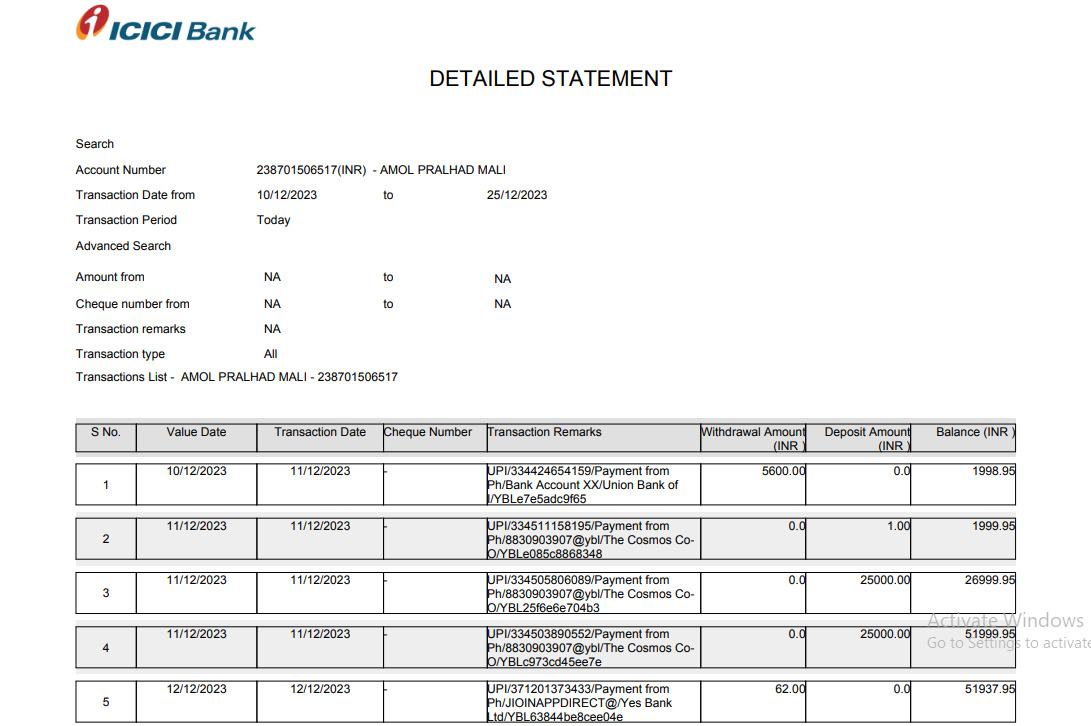 ICICI Bank
DETAILED STATEMENT
Search
Account Number 238701506517(INR) - AMOL PRALHAD MALI
Transaction Date from 10/12/2023 to 25/12/2023
Transaction Period Today
Advanced Search
Amount from NA to NA
Cheque number from NA to NA
Transaction remarks NA
Transaction type All
Transactions List - AMOL PRALHAD MALI - 238701506517
S No. Value Date Transaction Date Cheque Number Transaction Remarks Withdrawal Amount Deposit Amount Balance (INR )
(INR ) (INR )
10/12/2023 11/12/2023 - UPI/334424654159/Payment from 5600.00 0.0 1998.95
1 Ph/Bank Account XX/Union Bank of
I/YBLe7e5adc9f65
11/12/2023 11/12/2023 - UPI/334511158195/Payment from 0.0 1.00 1999.95
2 Ph/8830903907@ybl/The Cosmos Co-
O/YBLe085c8868348
11/12/2023 11/12/2023 - UPI/334505806089/Payment from 0.0 25000.00 26999.95
3 Ph/8830903907@ybl/The Cosmos Co-
O/YBL25f6e6e704b3
11/12/2023 11/12/2023 - UPI/334503890552/Payment from 0.0 25000.00 51999.95
4 Ph/8830903907@ybl/The Cosmos Co-
O/YBLc973cd45ee7e
12/12/2023 12/12/2023 - UPI/371201373433/Payment from 62.00 0.0 51937.95
5 Ph/JIOINAPPDIRECT@/Yes Bank
Ltd/YBL63844be8cee04e
Activate Windows
Go to Settings to activate